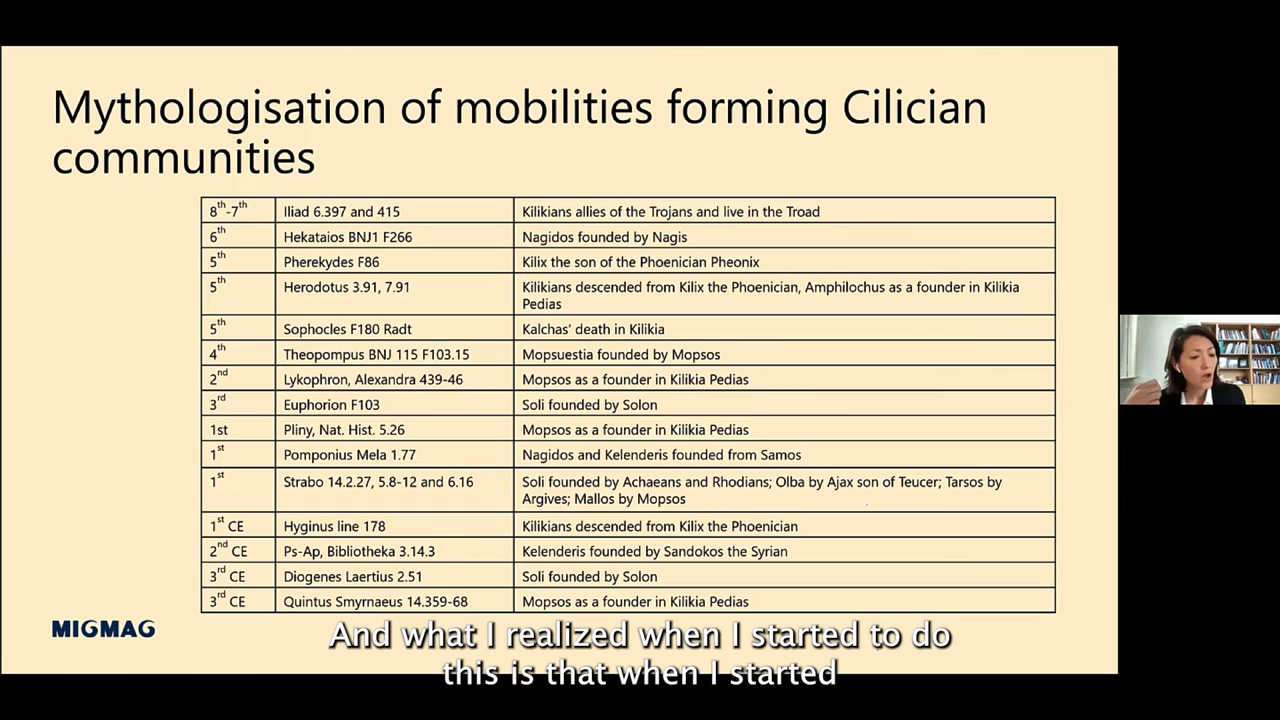 Mythologisation of mobilities forming Cilician
communities
8th-7th Iliad 6.397 and 415 Kilikians allies of the Trojans and live in the Troad
6th Hekataios BNJ1 F266 Nagidos founded by Nagis
5th Pherekydes F86 Kilix the son of the Phoenician Pheonix
5th Herodotus 3.91, 7.91 Kilikians descended from Kilix the Phoenician, Amphilochus as a founder in Kilikia
Pedias
5th Sophocles F180 Radt Kalchas' death in Kilikia
4th Theopompus BNJ 115 F103.15 Mopsuestia founded by Mopsos
2nd Lykophron, Alexandra 439-46 Mopsos as a founder in Kilikia Pedias
3rd Euphorion F103 Soli founded by Solon
1st Pliny, Nat. Hist. 5.26 Mopsos as a founder in Kilikia Pedias
1st Pomponius Mela 1.77 Nagidos and Kelenderis founded from Samos
1st Strabo 14.2.27, 5.8-12 and 6.16 Soli founded by Achaeans and Rhodians; Olba by Ajax son of Teucer; Tarsos by
Argives; Mallos by Mopsos
1st CE Hyginus line 178 Kilikians descended from Kilix the Phoenician
2nd CE Ps-Ap, Bibliotheka 3.14.3 Kelenderis founded by Sandokos the Syrian
3rd CE Diogenes Laertius 2.51 Soli founded by Solon
3rd CE Quintus Smyrnaeus 14.359-68 Mopsos as a founder in Kilikia Pedias
MIGMAG
And what I realized when I started to do
this is that when I started